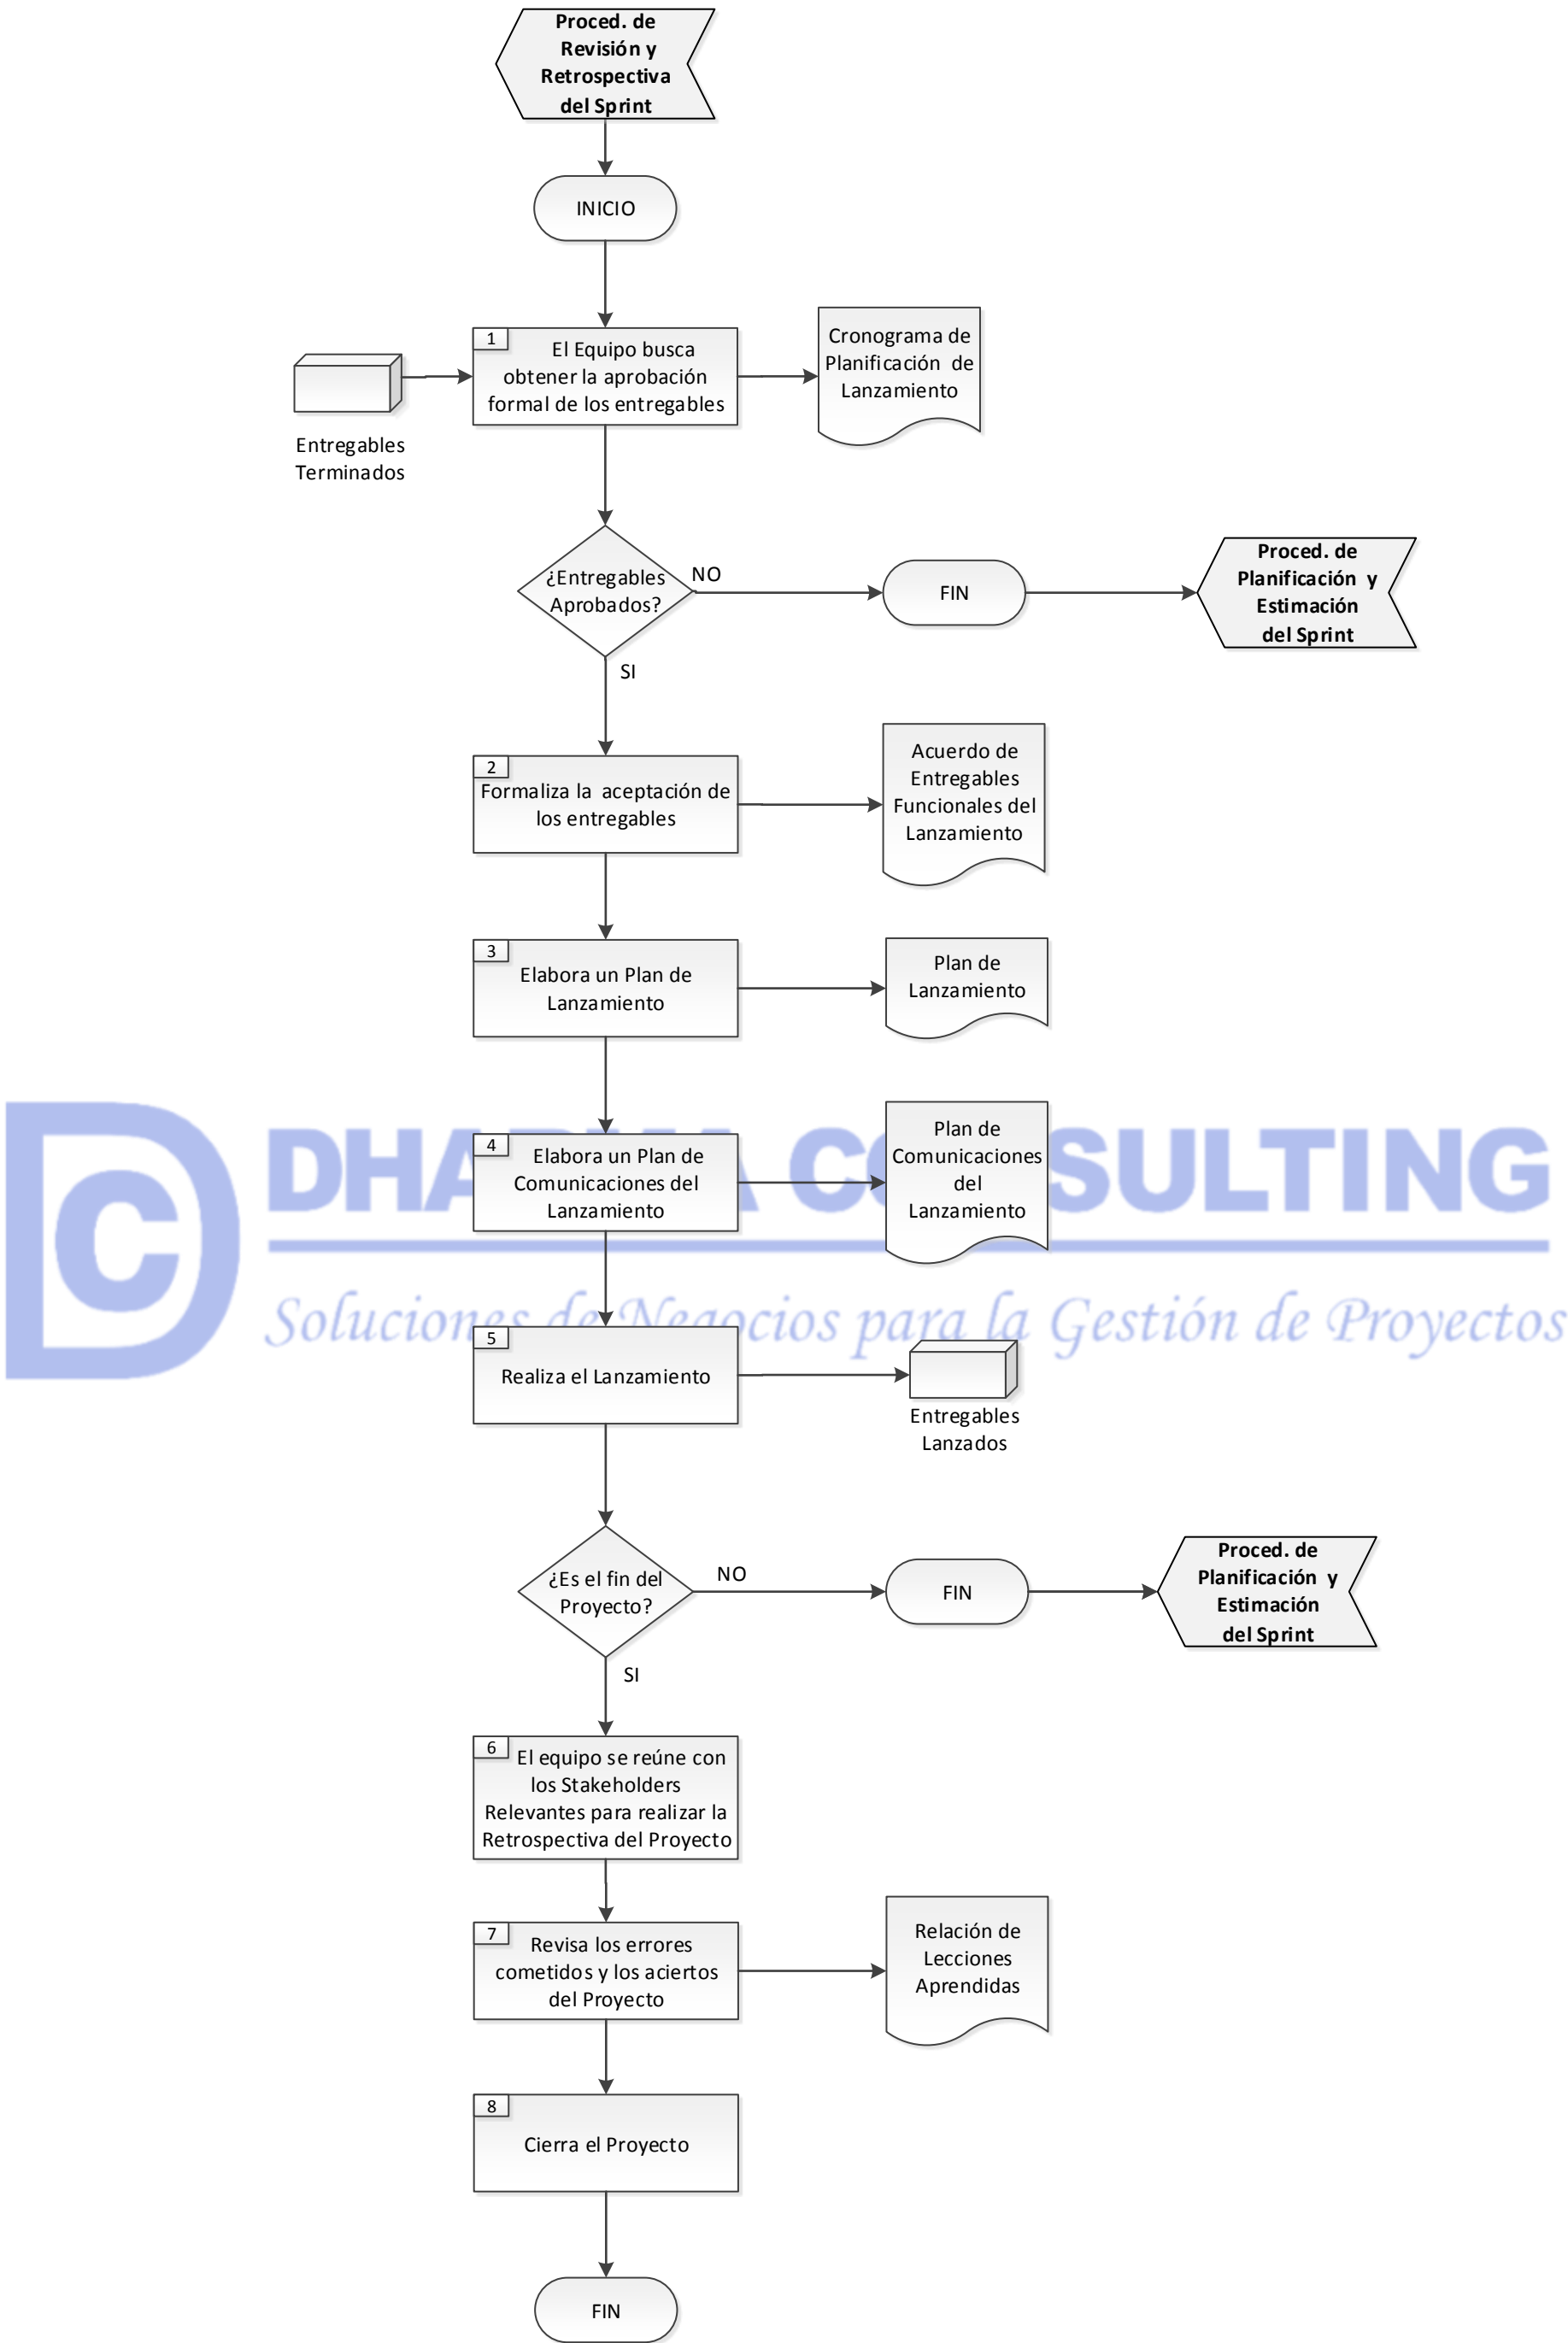 Proced. de
Revisión y
Retrospectiva
del Sprint
INICIO
1
El Equipo busca
obtener la aprobación
formal de los entregables
Cronograma de
Planificación de
Lanzamiento
Entregables
Terminados
¿Entregables
Aprobados?
NO
FIN
Proced. de
Planificación y
Estimación
del Sprint
SI
2
Formaliza la aceptación de
los entregables
Acuerdo de
Entregables
Funcionales del
Lanzamiento
3
Elabora un Plan de
Lanzamiento
Plan de
Lanzamiento
DHARMA CONSULTING
4
Elabora un Plan de
Comunicaciones del
Lanzamiento
Plan de
Comunicaciones
del
Lanzamiento
Soluciones de Negocios para la Gestión de Proyectos
5
Realiza el Lanzamiento
Entregables
Lanzados
¿Es el fin del
Proyecto?
NO
FIN
Proced. de
Planificación y
Estimación
del Sprint
SI
6
El equipo se reúne con
los Stakeholders
Relevantes para realizar la
Retrospectiva del Proyecto
7
Revisa los errores
cometidos y los aciertos
del Proyecto
Relación de
Lecciones
Aprendidas
8
Cierra el Proyecto
FIN